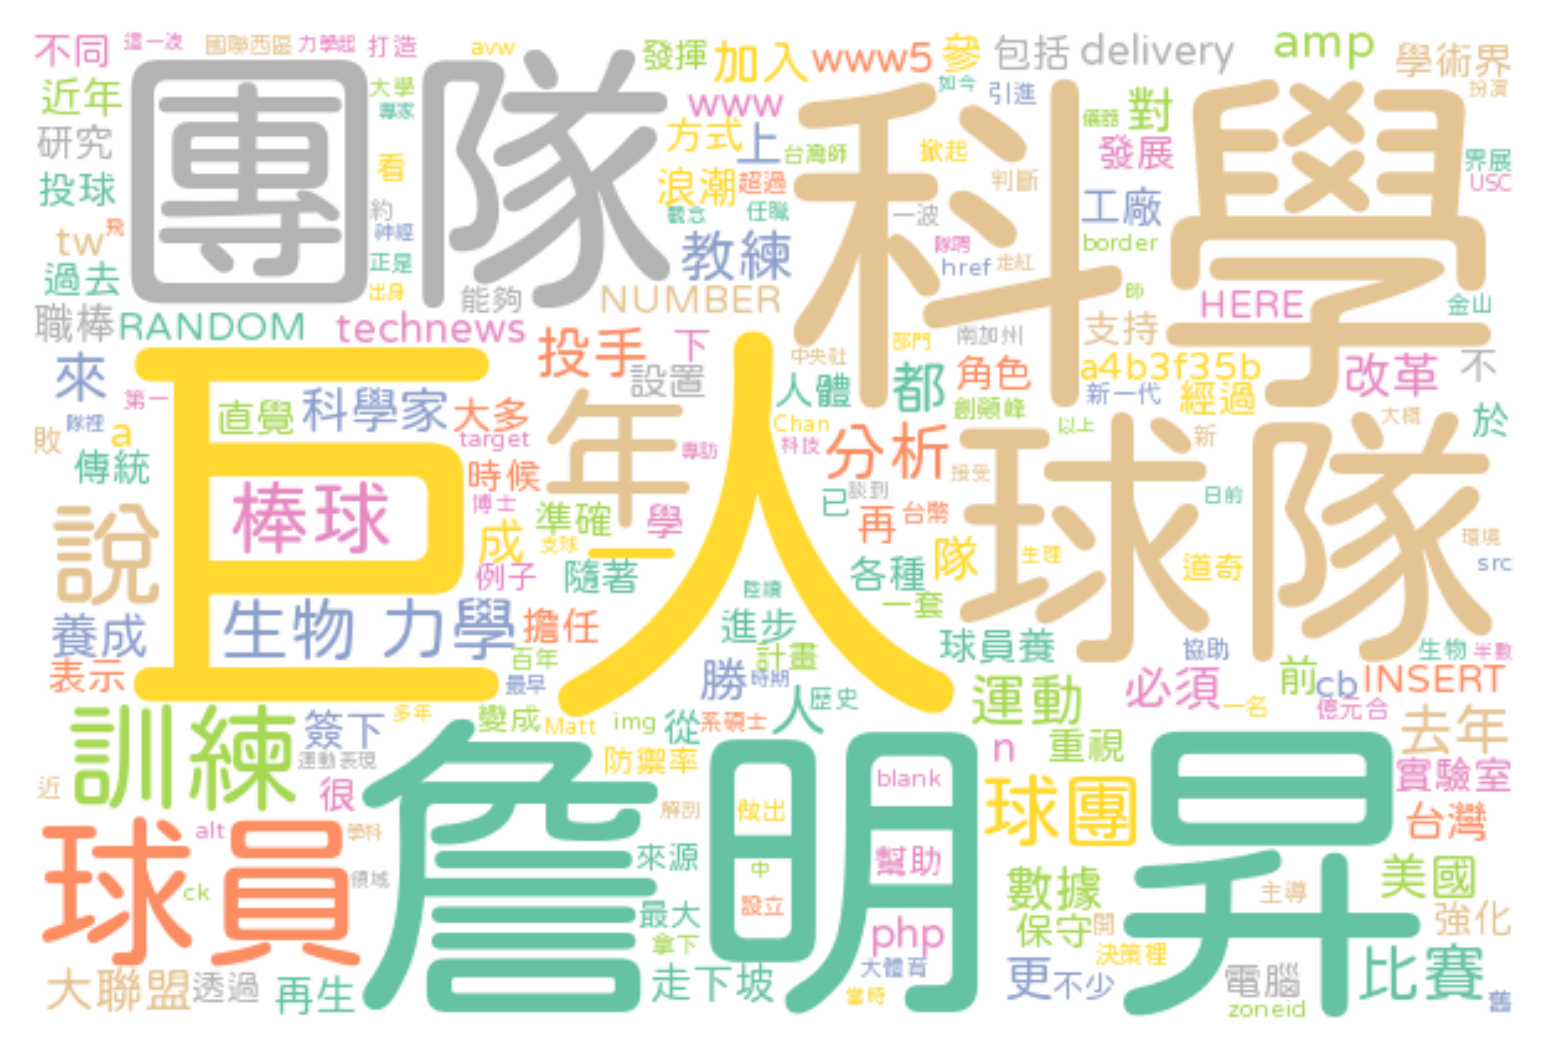 不同 這一波 國聯西區 力學起 打造 avw 發揮 加入 www5 參 包括 delivery amp 學術界
近年 團隊 大學 專家 www 科學 如今 引進 儀器 對 扮演
研究 看 方式 上 台灣師 掀起 判斷 發展 界展
投球 約 浪潮 超過 觀念 任職 一波 工廠 USC
tw 飛 神經 教練 隊聘 border
過去 正是 出身 能夠 NUMBER href 走紅 師 HERE 金山
職棒 RANDOM technews 投手 下 中央社 部門 南加州 支持
來 第一 巨人 設置 人體 都 角色 a4b3f35b 改革 不
隊裡 直覺 科學家 大多 年 Chan 創顛峰 新一代 經過 大概 於
敗 a target 專訪 科技 分析 以上 新
傳統 棒球 時候 接受 球隊
說 博士 準確 學 已 談到 再 台幣 日前 環境
成 支球 一 隊 生理 道奇 src
例子 隨著 陸續 各種 一套
養成 生物 力學 擔任 進步 球員養 協助 生物 半數
表示 百年 最早 計畫 勝 時期 必須 前 cb INSERT
訓練 簽下 多年 變成 Matt img 從 系碩士 人 歷史 運動 一名 億元合 去年
運動 表現 防禦率 n 重視
近 很 詹明昇 解剖 做出 blank 球團 實驗室
球員 alt 學科 台灣
ck 領域 來源 中 幫助 數據 主導 美國
最大 設立 保守 開 強化
拿下 php 決策裡
大聯盟 透過 再生 走下坡 大體育 當時 更 不少 電腦 比賽
zoneid 舊